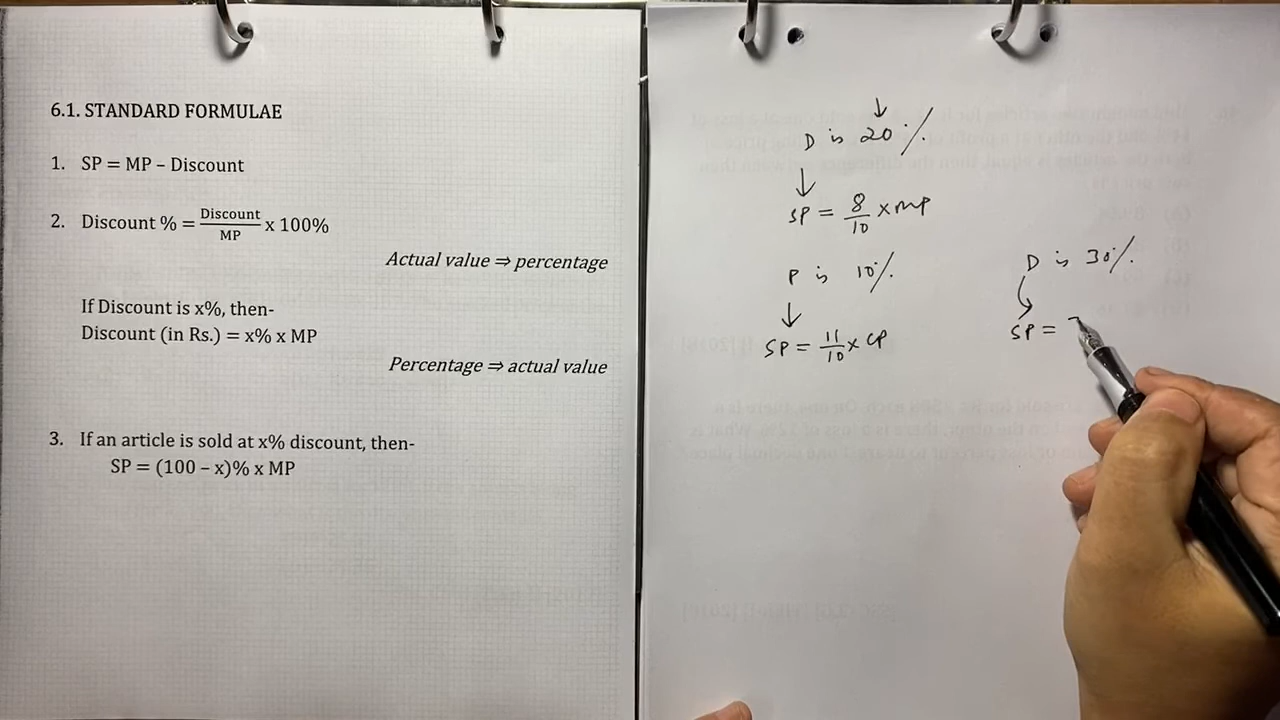 6.1. STANDARD FORMULAE
1. SP = MP – Discount
2. Discount % = Discount/MP x 100%
Actual value ⇒ percentage
If Discount is x%, then-
Discount (in Rs.) = x% x MP
Percentage ⇒ actual value
3. If an article is sold at x% discount, then-
SP = (100 – x)% x MP
↓
D is 20%
↓
SP = 8/10 x MP
P is 10%
↓
SP = 11/10 x CP
D is 30%
SP =